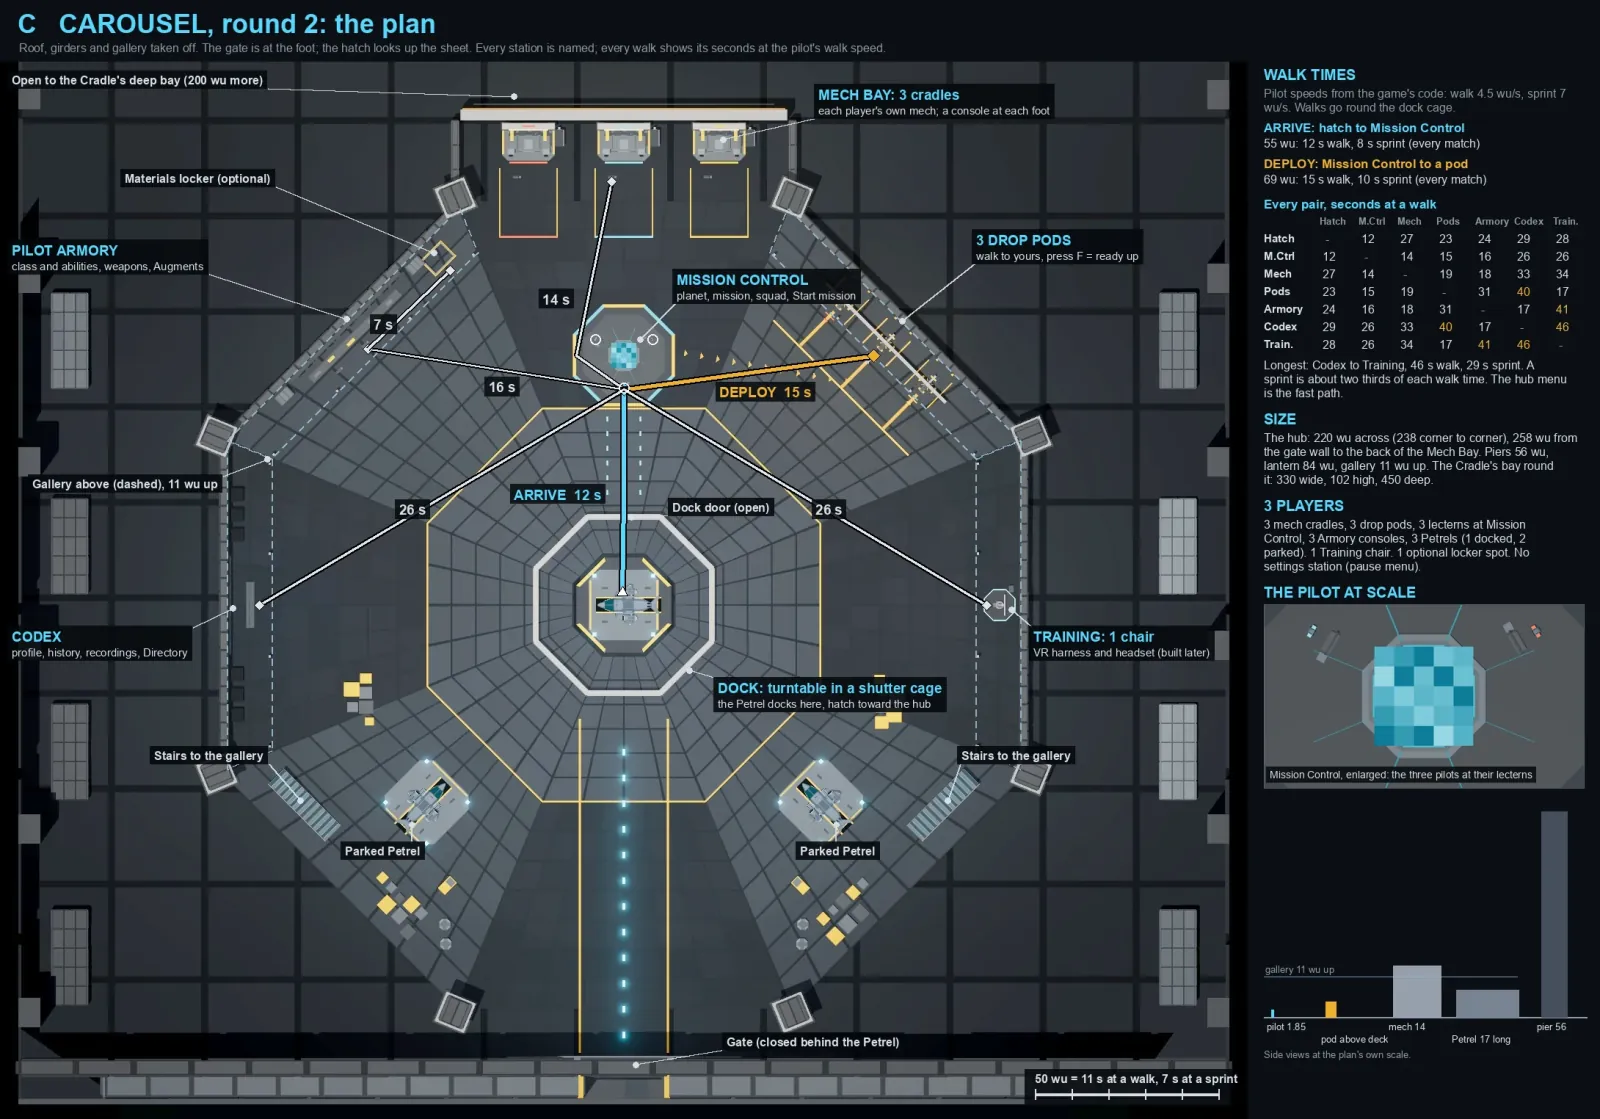 C CAROUSEL, round 2: the plan
Roof, girders and gallery taken off. The gate is at the foot; the hatch looks up the sheet. Every station is named; every walk shows its seconds at the pilot's walk speed.
Open to the Cradle's deep bay (200 wu more)
MECH BAY: 3 cradles
each player's own mech; a console at each foot
Materials locker (optional)
PILOT ARMORY
class and abilities, weapons, Augments
3 DROP PODS
walk to yours, press F = ready up
MISSION CONTROL
planet, mission, squad, Start mission
14 s
7 s
16 s
DEPLOY 15 s
Gallery above (dashed), 11 wu up
ARRIVE 12 s
26 s
Dock door (open)
26 s
CODEX
profile, history, recordings, Directory
TRAINING: 1 chair
VR harness and headset (built later)
DOCK: turntable in a shutter cage
the Petrel docks here, hatch toward the hub
Stairs to the gallery
Stairs to the gallery
Parked Petrel
Parked Petrel
Gate (closed behind the Petrel)
50 wu = 11 s at a walk, 7 s at a sprint
WALK TIMES
Pilot speeds from the game's code: walk 4.5 wu/s, sprint 7
wu/s. Walks go round the dock cage.
ARRIVE: hatch to Mission Control
55 wu: 12 s walk, 8 s sprint (every match)
DEPLOY: Mission Control to a pod
69 wu: 15 s walk, 10 s sprint (every match)
Every pair, seconds at a walk
Hatch M.Ctrl Mech Pods Armory Codex Train.
Hatch - 12 27 23 24 29 28
M.Ctrl 12 - 14 15 16 26 26
Mech 27 14 - 19 18 33 34
Pods 23 15 19 - 31 40 17
Armory 24 16 18 31 - 17 41
Codex 29 26 33 40 17 - 46
Train. 28 26 34 17 41 46 -
Longest: Codex to Training, 46 s walk, 29 s sprint. A
sprint is about two thirds of each walk time. The hub menu
is the fast path.
SIZE
The hub: 220 wu across (238 corner to corner), 258 wu from
the gate wall to the back of the Mech Bay. Piers 56 wu,
lantern 84 wu, gallery 11 wu up. The Cradle's bay round
it: 330 wide, 102 high, 450 deep.
3 PLAYERS
3 mech cradles, 3 drop pods, 3 lecterns at Mission
Control, 3 Armory consoles, 3 Petrels (1 docked, 2
parked). 1 Training chair. 1 optional locker spot. No
settings station (pause menu).
THE PILOT AT SCALE
Mission Control, enlarged: the three pilots at their lecterns
gallery 11 wu up
pilot 1.85
pod above deck
mech 14
Petrel 17 long
pier 56
Side views at the plan's own scale.